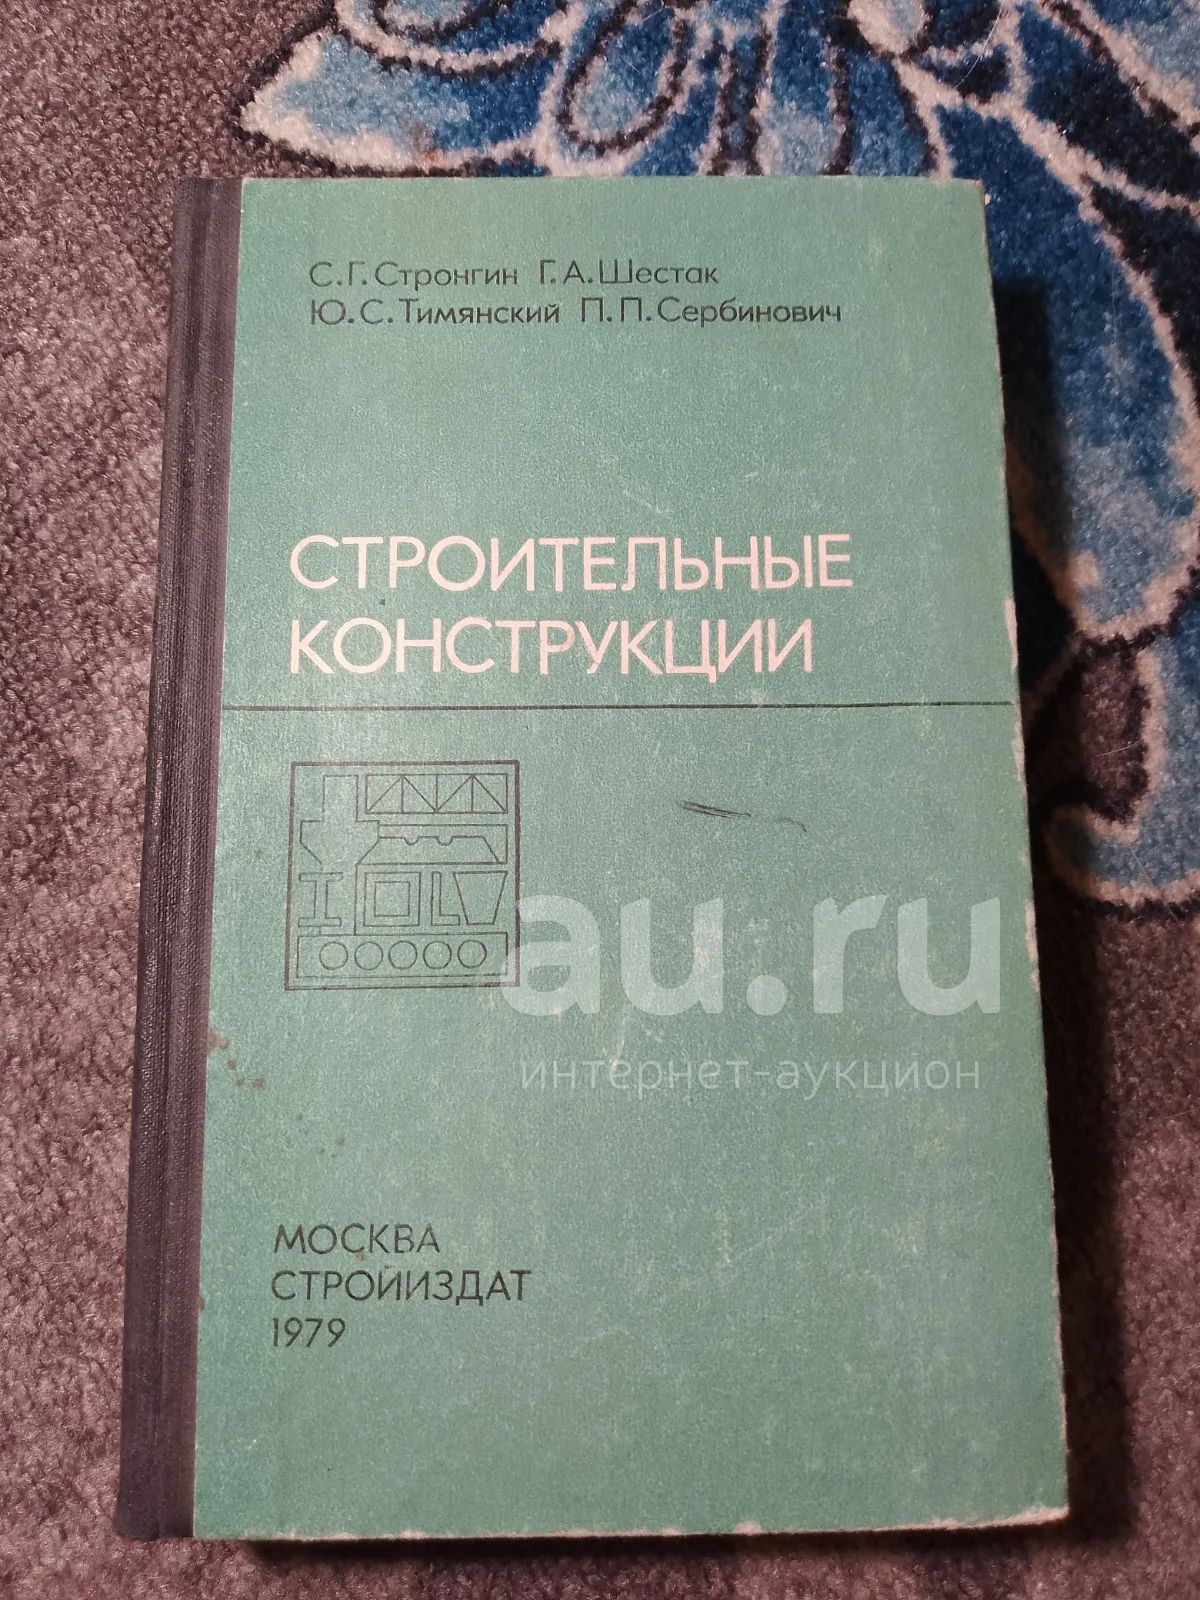 С.Г.Стронгин Г.А.Шестак
Ю.С.Тимянский П.П.Сербинович
СТРОИТЕЛЬНЫЕ
КОНСТРУКЦИИ
au.ru
интернет-аукцион
МОСКВА
СТРОЙИЗДАТ
1979